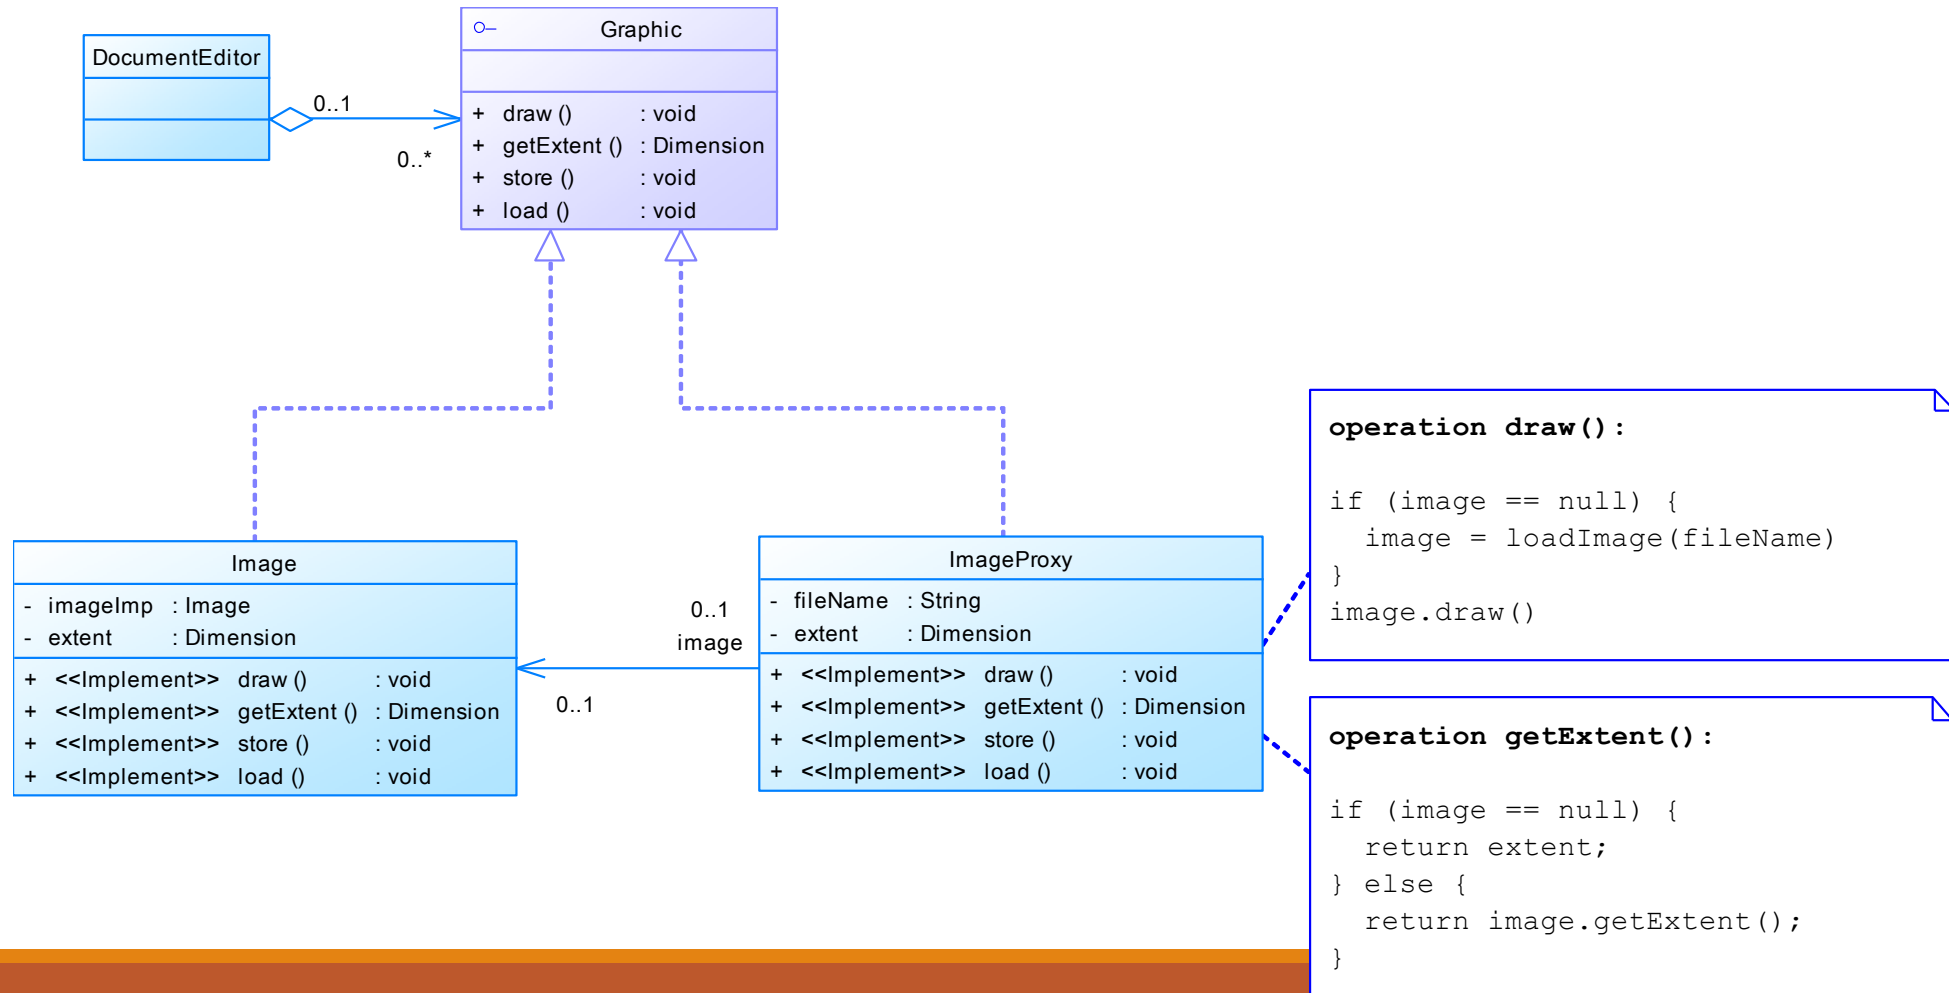 DocumentEditor
0..1
0..*
Graphic
+ draw () : void
+ getExtent () : Dimension
+ store () : void
+ load () : void
Image
- imageImp : Image
- extent : Dimension
+ <<Implement>> draw () : void
+ <<Implement>> getExtent () : Dimension
+ <<Implement>> store () : void
+ <<Implement>> load () : void
0..1
image
0..1
ImageProxy
- fileName : String
- extent : Dimension
+ <<Implement>> draw () : void
+ <<Implement>> getExtent () : Dimension
+ <<Implement>> store () : void
+ <<Implement>> load () : void
operation draw():
if (image == null) {
image = loadImage(fileName)
}
image.draw()
operation getExtent():
if (image == null) {
return extent;
} else {
return image.getExtent();
}